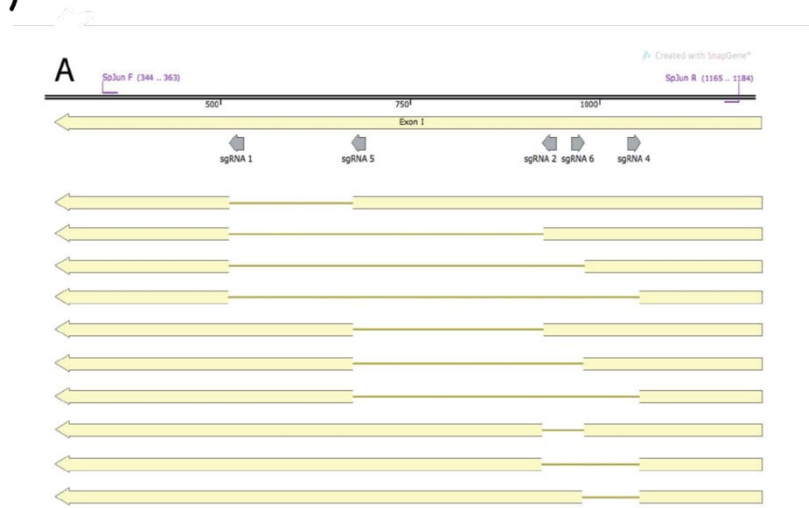 A
Created with SnapGene®
SpJun F (344 .. 363)
SpJun R (1165 .. 1184)
500 750 1000
Exon I
sgRNA 1 sgRNA 5 sgRNA 2 sgRNA 6 sgRNA 4